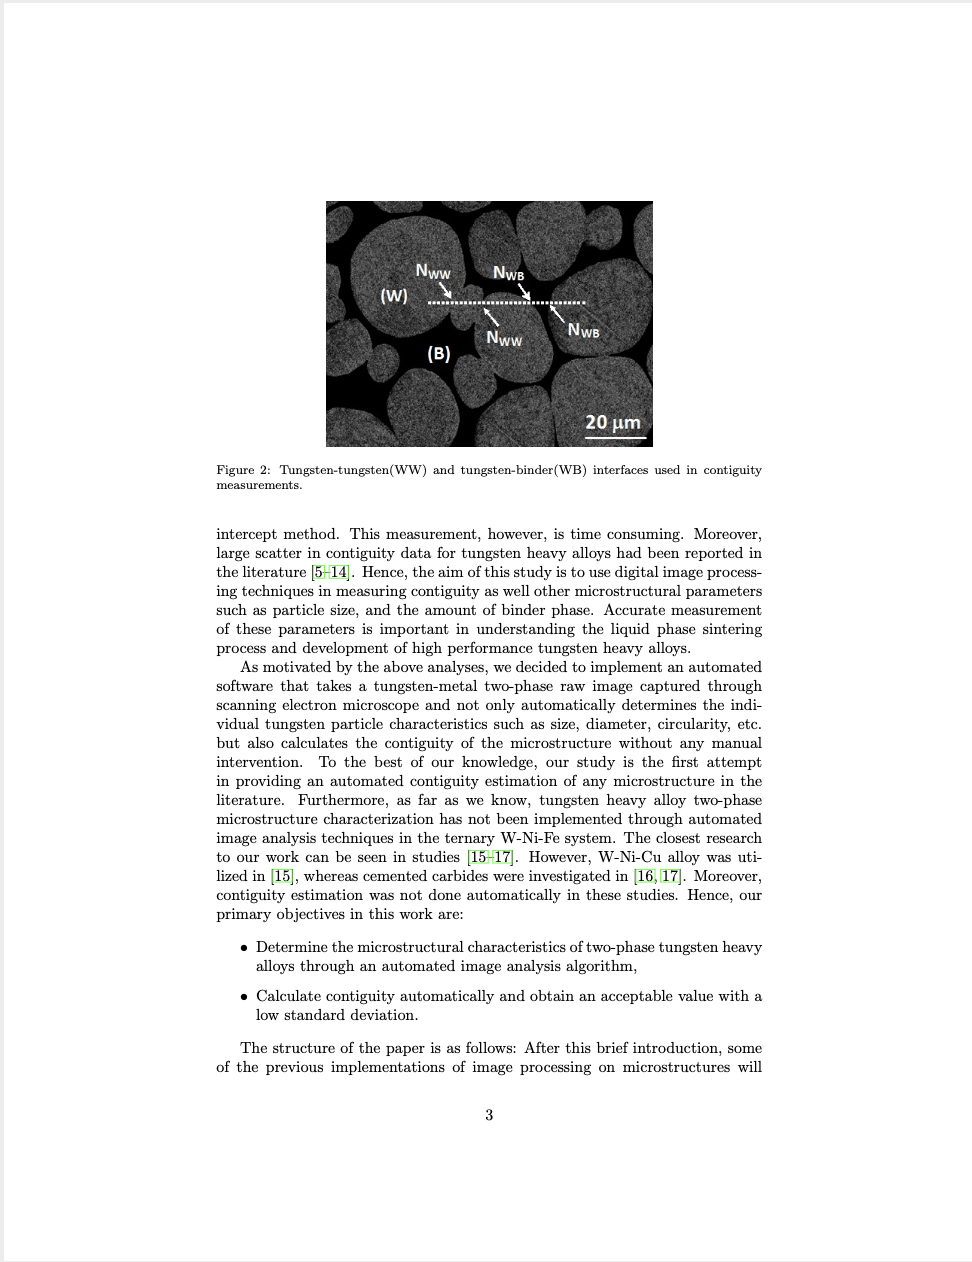 N_WW N_WB
(W)
N_WW N_WB
(B)
20 μm
Figure 2: Tungsten-tungsten(WW) and tungsten-binder(WB) interfaces used in contiguity
measurements.
intercept method. This measurement, however, is time consuming. Moreover,
large scatter in contiguity data for tungsten heavy alloys had been reported in
the literature [5–14]. Hence, the aim of this study is to use digital image process-
ing techniques in measuring contiguity as well other microstructural parameters
such as particle size, and the amount of binder phase. Accurate measurement
of these parameters is important in understanding the liquid phase sintering
process and development of high performance tungsten heavy alloys.
As motivated by the above analyses, we decided to implement an automated
software that takes a tungsten-metal two-phase raw image captured through
scanning electron microscope and not only automatically determines the indi-
vidual tungsten particle characteristics such as size, diameter, circularity, etc.
but also calculates the contiguity of the microstructure without any manual
intervention. To the best of our knowledge, our study is the first attempt
in providing an automated contiguity estimation of any microstructure in the
literature. Furthermore, as far as we know, tungsten heavy alloy two-phase
microstructure characterization has not been implemented through automated
image analysis techniques in the ternary W-Ni-Fe system. The closest research
to our work can be seen in studies [15–17]. However, W-Ni-Cu alloy was uti-
lized in [15], whereas cemented carbides were investigated in [16, 17]. Moreover,
contiguity estimation was not done automatically in these studies. Hence, our
primary objectives in this work are:
• Determine the microstructural characteristics of two-phase tungsten heavy
alloys through an automated image analysis algorithm,
• Calculate contiguity automatically and obtain an acceptable value with a
low standard deviation.
The structure of the paper is as follows: After this brief introduction, some
of the previous implementations of image processing on microstructures will
3